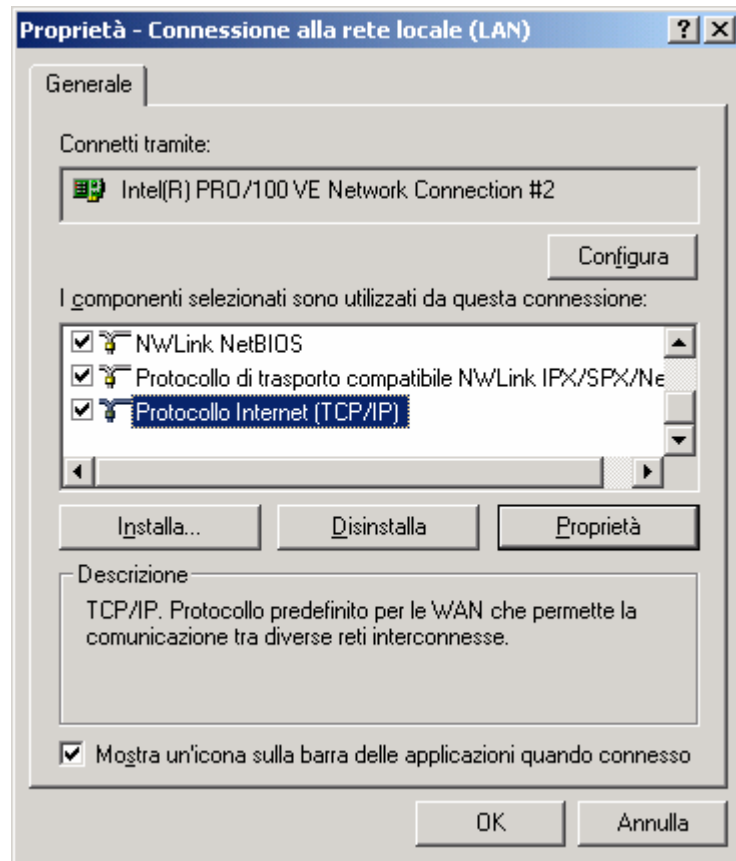 Proprietà - Connessione alla rete locale (LAN)
Generale
Connetti tramite:
Intel(R) PRO/100 VE Network Connection #2
Configura
I componenti selezionati sono utilizzati da questa connessione:
NWLink NetBIOS
Protocollo di trasporto compatibile NWLink IPX/SPX/Ne
Protocollo Internet (TCP/IP)
Installa... Disinstalla Proprietà
Descrizione
TCP/IP. Protocollo predefinito per le WAN che permette la
comunicazione tra diverse reti interconnesse.
Mostra un'icona sulla barra delle applicazioni quando connesso
OK Annulla